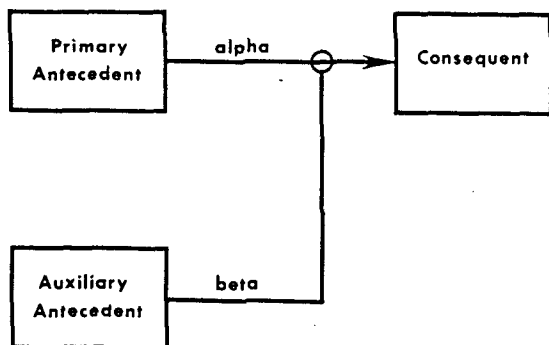 Primary
Antecedent
alpha
Consequent
Auxiliary
Antecedent
beta